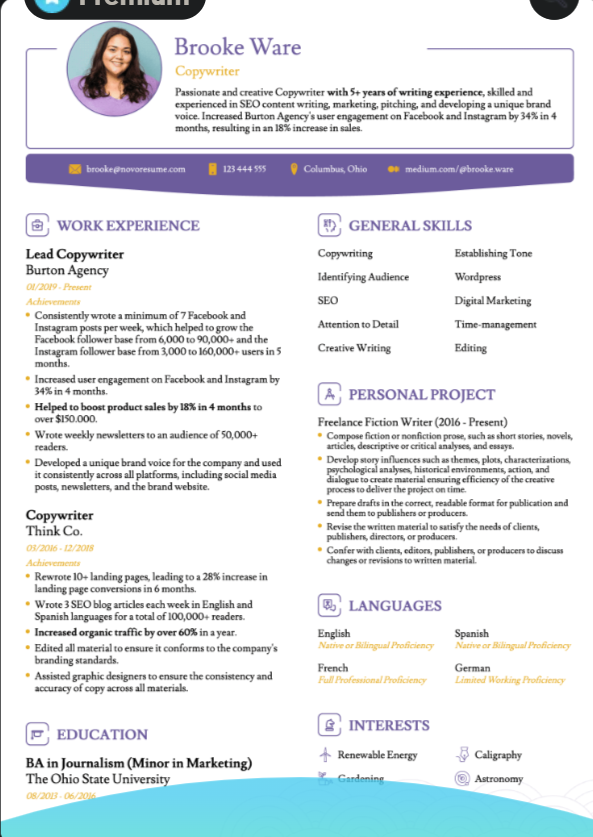 Premium
Brooke Ware
Copywriter
Passionate and creative Copywriter with 5+ years of writing experience, skilled and
experienced in SEO content writing, marketing, pitching, and developing a unique brand
voice. Increased Burton Agency's user engagement on Facebook and Instagram by 34% in 4
months, resulting in an 18% increase in sales.
brooke@novoresume.com
123 444 555
Columbus, Ohio
medium.com/@brooke.ware
WORK EXPERIENCE
Lead Copywriter
Burton Agency
01/2019 - Present
Achievements
Consistently wrote a minimum of 7 Facebook and
Instagram posts per week, which helped to grow the
Facebook follower base from 6,000 to 90,000+ and the
Instagram follower base from 3,000 to 160,000+ users in 5
months.
Increased user engagement on Facebook and Instagram by
34% in 4 months.
Helped to boost product sales by 18% in 4 months to
over $150.000.
Wrote weekly newsletters to an audience of 50,000+
readers.
Developed a unique brand voice for the company and used
it consistently across all platforms, including social media
posts, newsletters, and the brand website.
Copywriter
Think Co.
03/2016 - 12/2018
Achievements
Rewrote 10+ landing pages, leading to a 28% increase in
landing page conversions in 6 months.
Wrote 3 SEO blog articles each week in English and
Spanish languages for a total of 100,000+ readers.
Increased organic traffic by over 60% in a year.
Edited all material to ensure it conforms to the company's
branding standards.
Assisted graphic designers to ensure the consistency and
accuracy of copy across all materials.
EDUCATION
BA in Journalism (Minor in Marketing)
The Ohio State University
08/2013 - 06/2016
GENERAL SKILLS
Copywriting
Establishing Tone
Identifying Audience
Wordpress
SEO
Digital Marketing
Attention to Detail
Time-management
Creative Writing
Editing
PERSONAL PROJECT
Freelance Fiction Writer (2016 - Present)
Compose fiction or nonfiction prose, such as short stories, novels,
articles, descriptive or critical analyses, and essays.
Develop story influences such as themes, plots, characterizations,
psychological analyses, historical environments, action, and
dialogue to create material ensuring efficiency of the creative
process to deliver the project on time.
Prepare drafts in the correct, readable format for publication and
send them to publishers or producers.
Revise the written material to satisfy the needs of clients,
publishers, directors, or producers.
Confer with clients, editors, publishers, or producers to discuss
changes or revisions to written material.
LANGUAGES
English
Native or Bilingual Proficiency
Spanish
Native or Bilingual Proficiency
French
Full Professional Proficiency
German
Limited Working Proficiency
INTERESTS
Renewable Energy
Caligraphy
Gardening
Astronomy